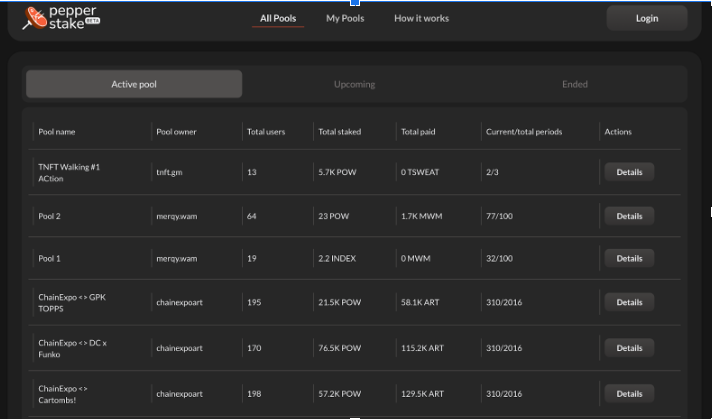 pepper
stake BETA
All Pools
My Pools
How it works
Login
Active pool
Upcoming
Ended
Pool name
Pool owner
Total users
Total staked
Total paid
Current/total periods
Actions
TNFT Walking #1
ACtion
tnft.gm
13
5.7K POW
0 TSWEAT
2/3
Details
Pool 2
merqy.wam
64
23 POW
1.7K MWM
77/100
Details
Pool 1
merqy.wam
19
2.2 INDEX
0 MWM
32/100
Details
ChainExpo <> GPK
TOPPS
chainexpoart
195
21.5K POW
58.1K ART
310/2016
Details
ChainExpo <> DC x
Funko
chainexpoart
170
76.5K POW
115.2K ART
310/2016
Details
ChainExpo <>
Cartombs!
chainexpoart
198
57.2K POW
129.5K ART
310/2016
Details